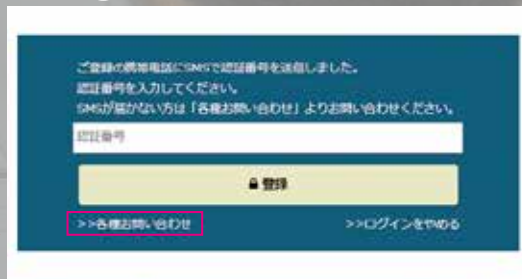 ご登録の携帯電話にSMSで認証番号を送信しました。
認証番号を入力してください。
SMSが届かない方は「各種お問い合わせ」よりお問い合わせください。
認証番号
登録
>>各種お問い合わせ
>>ログインをやめる